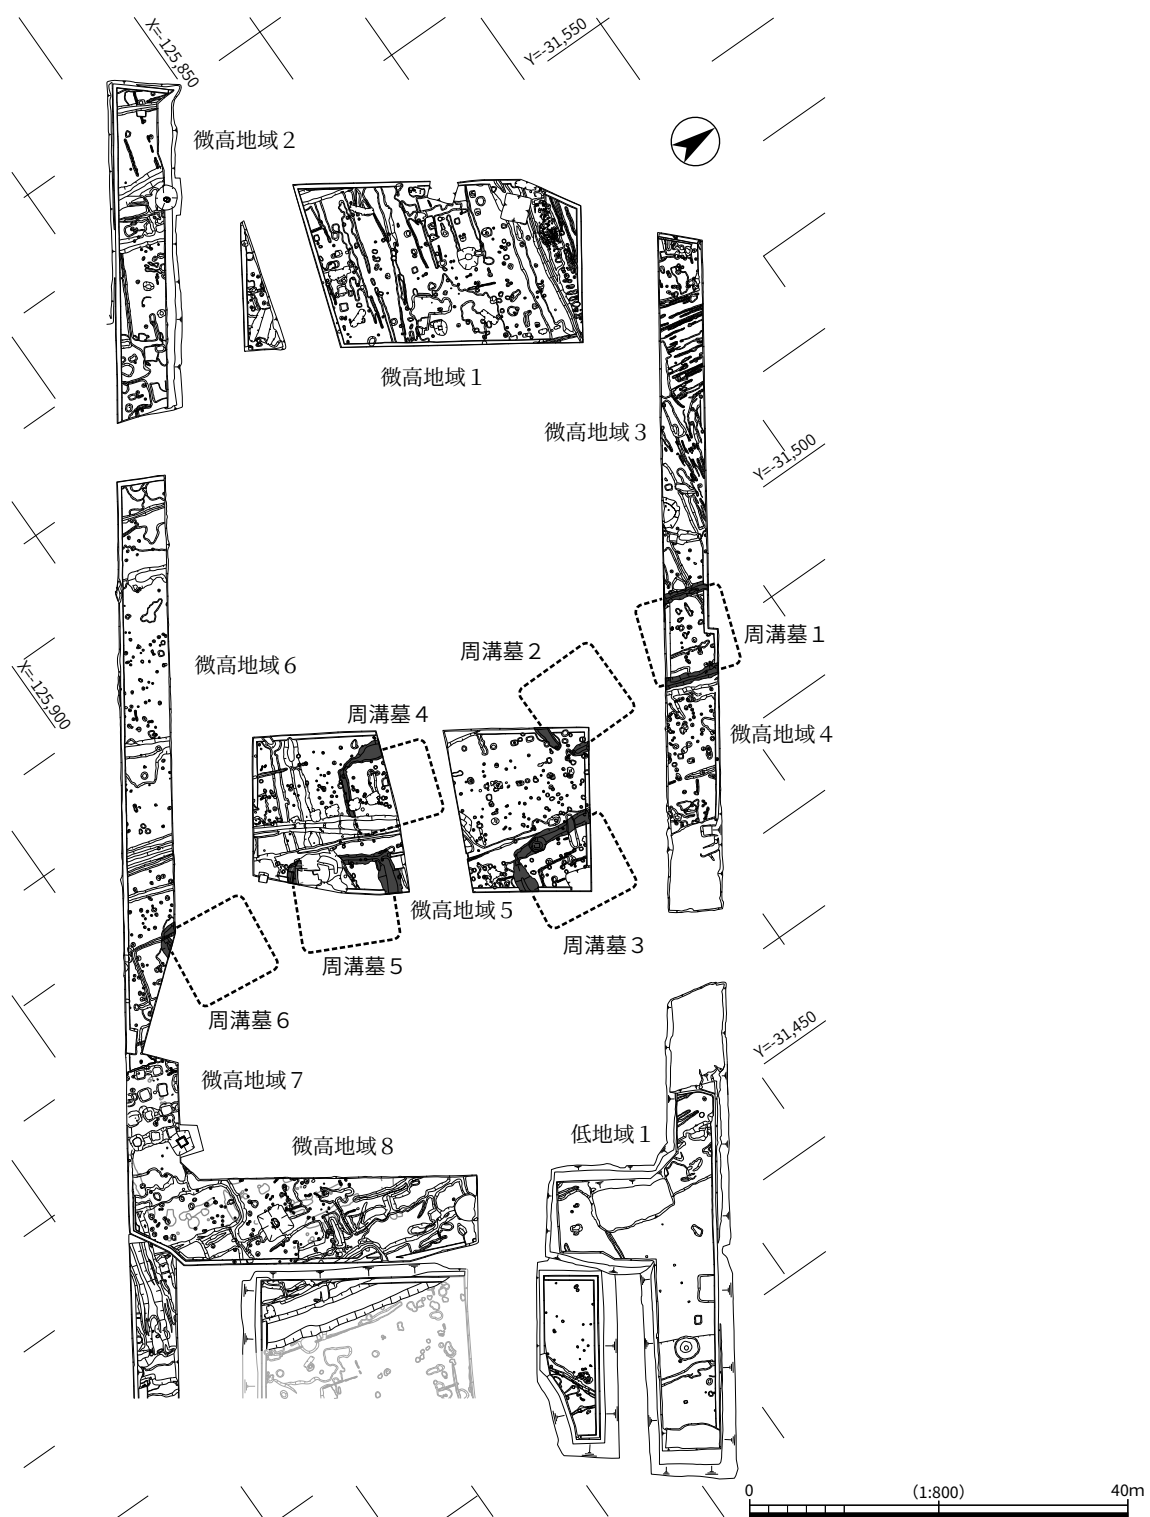 X=-125,850
Y=-31,550
微高地域２
微高地域１
微高地域３
Y=-31,500
周溝墓１
周溝墓２
微高地域６
X=-125,900
周溝墓４
微高地域４
微高地域５
周溝墓３
周溝墓５
周溝墓６
Y=-31,450
微高地域７
低地域１
微高地域８
0
（1:800）
40m